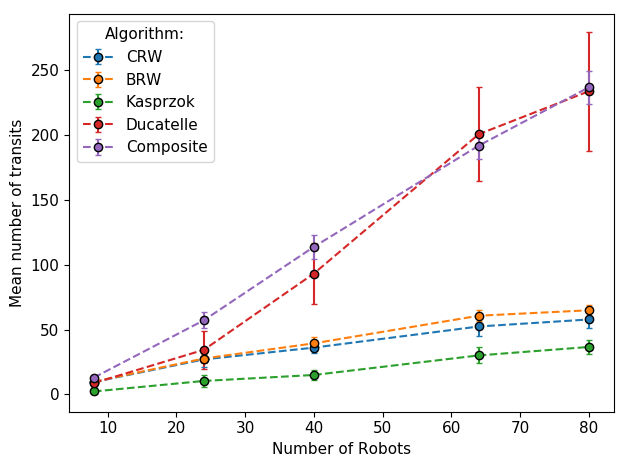 Algorithm:
CRW
BRW
Kasprzok
Ducatelle
Composite
Mean number of transits
250
200
150
100
50
0
10
20
30
40
50
60
70
80
Number of Robots